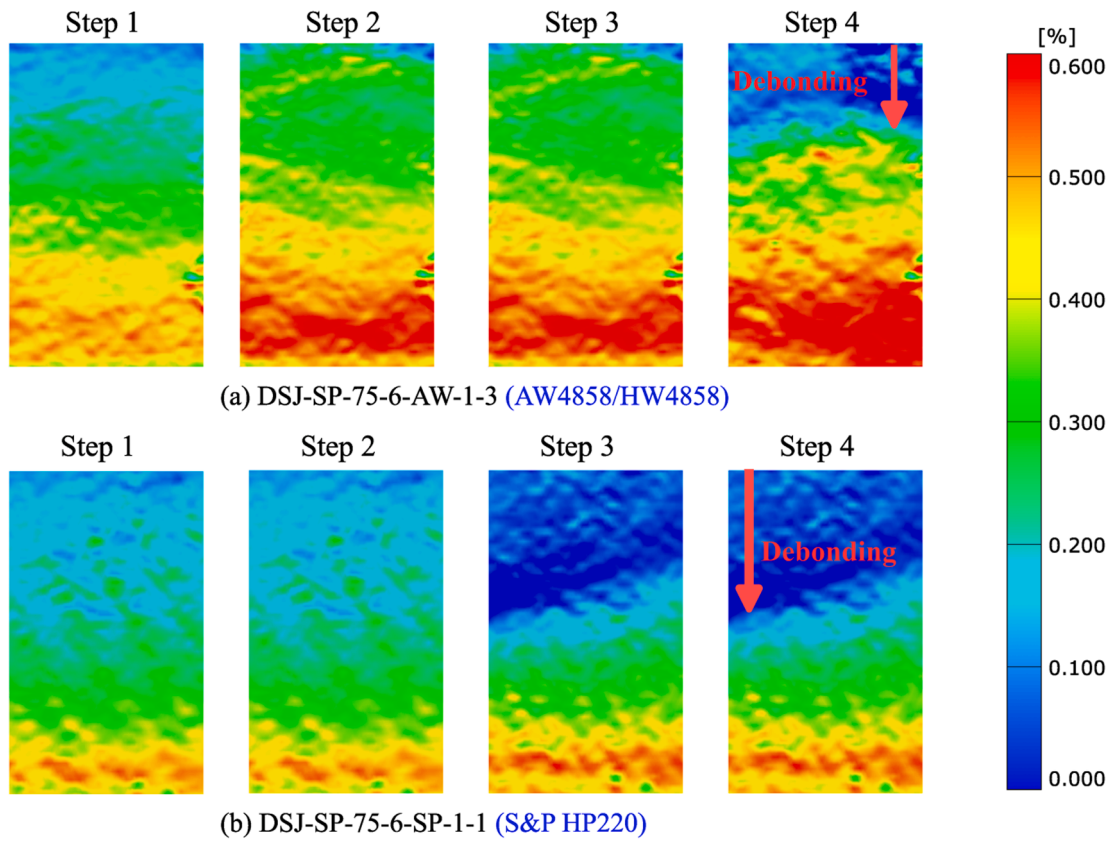 Step 1 Step 2 Step 3 Step 4
[%]
0.600
Debonding
0.500
0.400
(a) DSJ-SP-75-6-AW-1-3 (AW4858/HW4858)
0.300
Step 1 Step 2 Step 3 Step 4
0.200
Debonding
0.100
0.000
(b) DSJ-SP-75-6-SP-1-1 (S&P HP220)